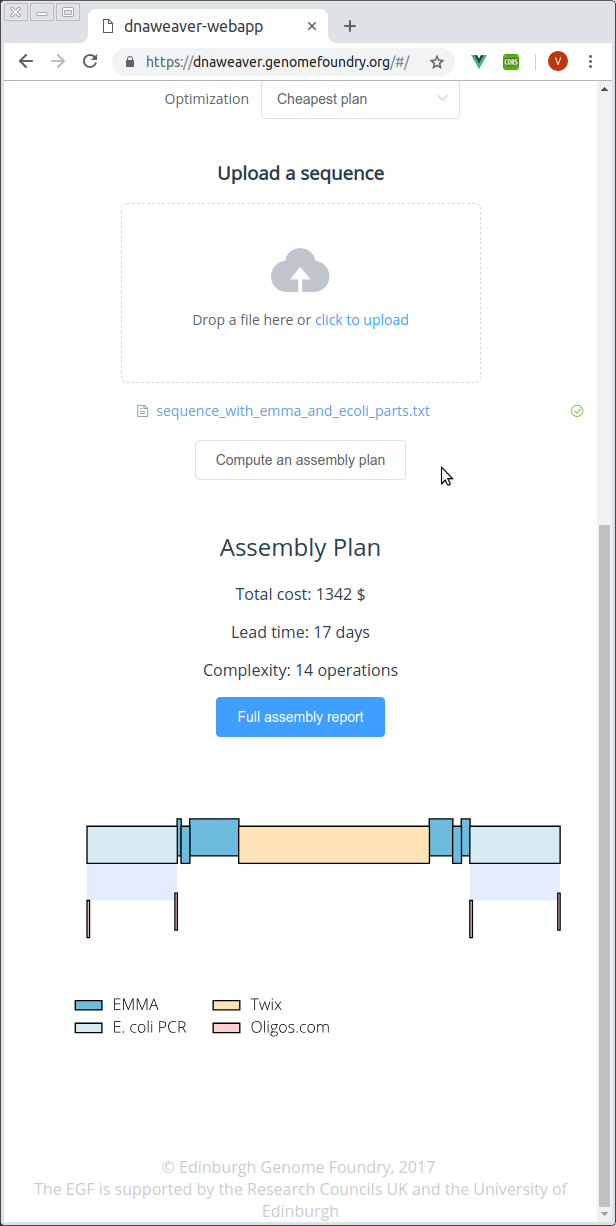 dnaweaver-webapp
https://dnaweaver.genomefoundry.org/#/
CORS
V
Optimization Cheapest plan
Upload a sequence
Drop a file here or click to upload
sequence_with_emma_and_ecoli_parts.txt
Compute an assembly plan
Assembly Plan
Total cost: 1342 $
Lead time: 17 days
Complexity: 14 operations
Full assembly report
EMMA Twix
E. coli PCR Oligos.com
© Edinburgh Genome Foundry, 2017
The EGF is supported by the Research Councils UK and the University of
Edinburgh